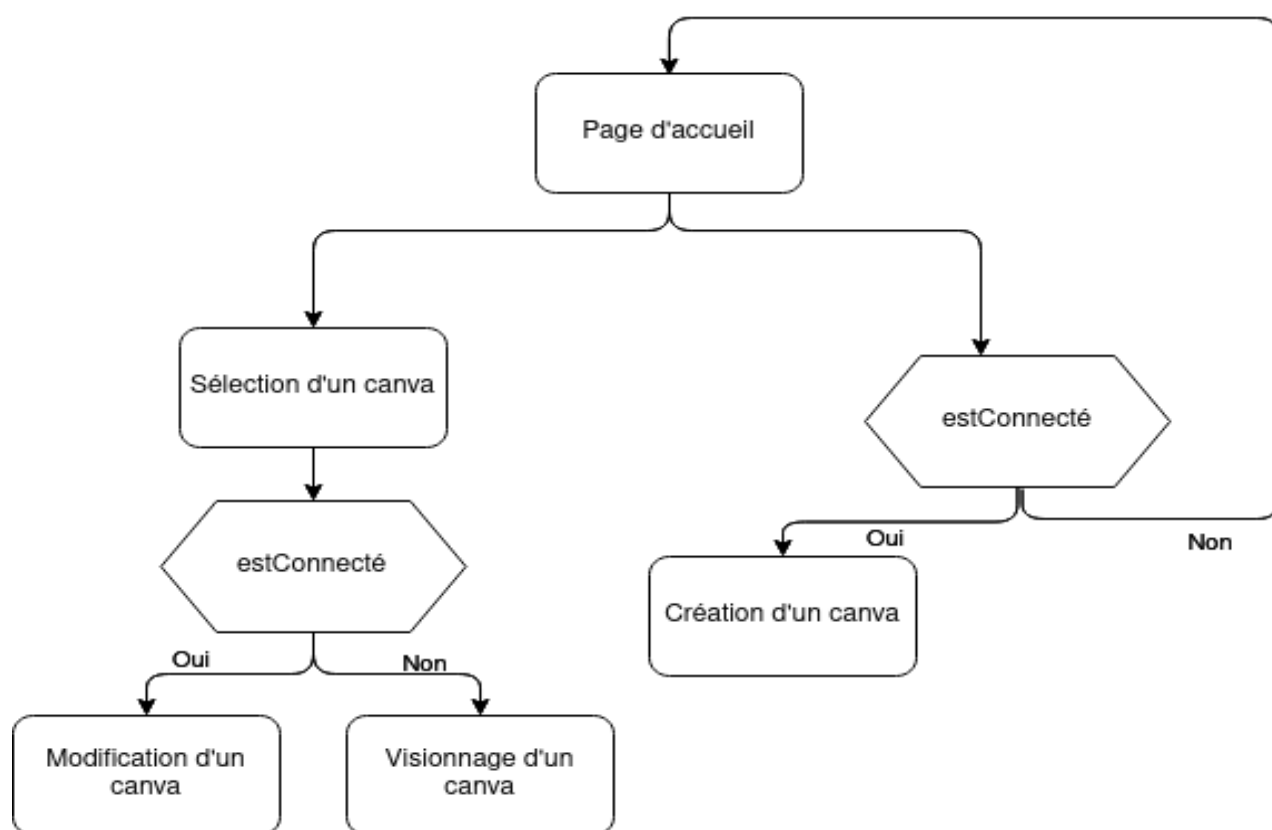 Page d'accueil
Sélection d'un canva
estConnecté
estConnecté
Oui
Non
Création d'un canva
Oui
Non
Modification d'un
canva
Visionnage d'un
canva